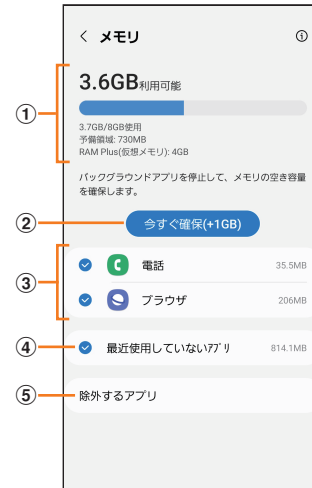 メモリ
3.6GB利用可能
①
3.7GB/8GB使用
予備領域: 730MB
RAM Plus(仮想メモリ): 4GB
バックグラウンドアプリを停止して、メモリの空き容量
を確保します。
② 今すぐ確保(+1GB)
電話 35.5MB
③
ブラウザ 206MB
④ 最近使用していないｱﾌﾟﾘ 814.1MB
⑤ 除外するアプリ